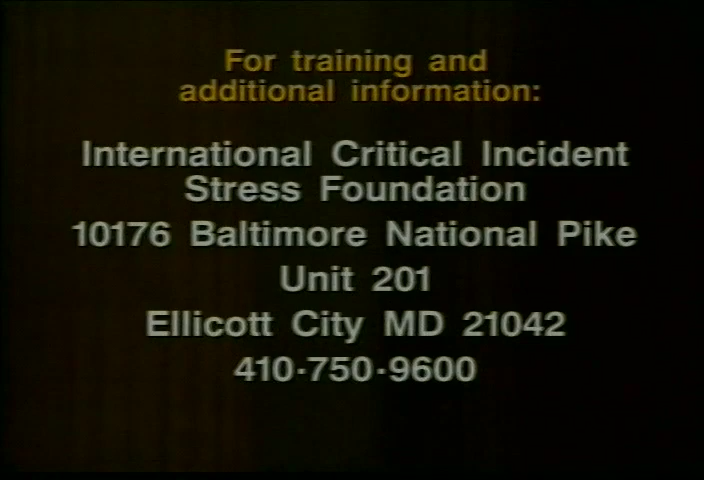 For training and
additional information:
International Critical Incident
Stress Foundation
10176 Baltimore National Pike
Unit 201
Ellicott City MD 21042
410·750·9600